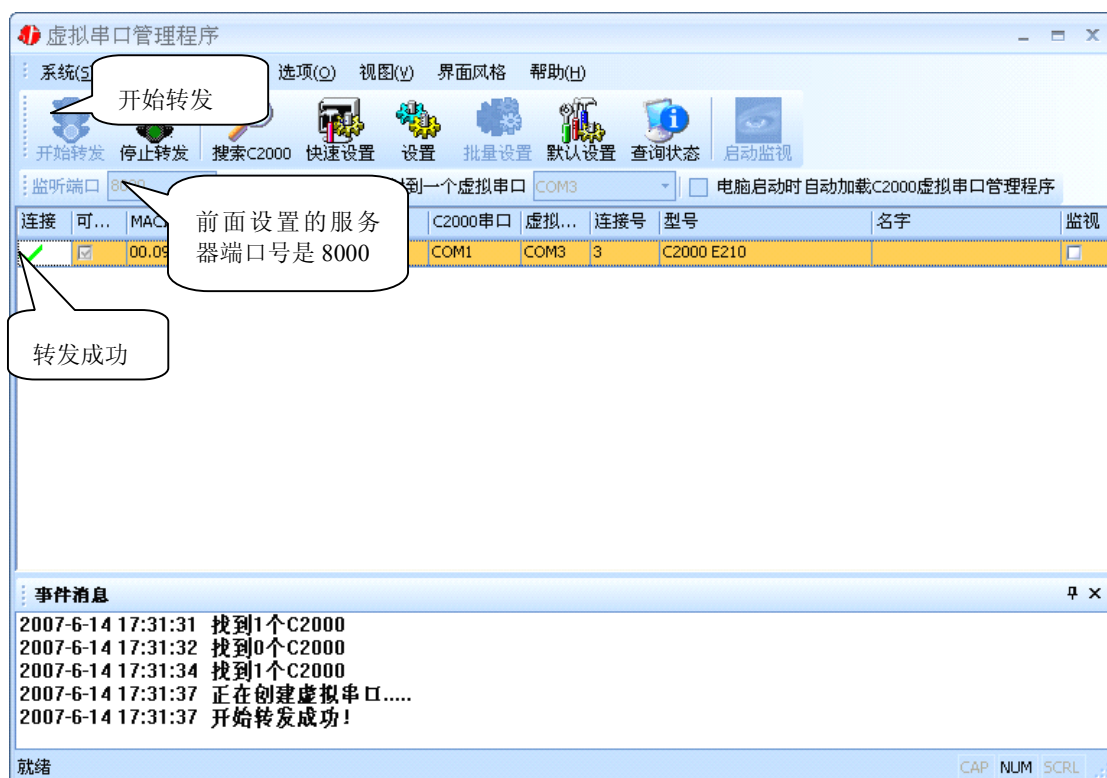 虚拟串口管理程序
系统(S 选项(O) 视图(V) 界面风格 帮助(H)
开始转发
开始转发 停止转发 搜索C2000 快速设置 设置 批量设置 默认设置 查询状态 启动监视
监听端口 8000 到一个虚拟串口 COM3 电脑启动时自动加载C2000虚拟串口管理程序
前面设置的服务
器端口号是 8000
连接 可... MAC C2000串口 虚拟... 连接号 型号 名字 监视
00.09 COM1 COM3 3 C2000 E210
转发成功
事件消息
2007-6-14 17:31:31 找到1个C2000
2007-6-14 17:31:32 找到0个C2000
2007-6-14 17:31:34 找到1个C2000
2007-6-14 17:31:37 正在创建虚拟串口.....
2007-6-14 17:31:37 开始转发成功!
就绪 CAP NUM SCRL